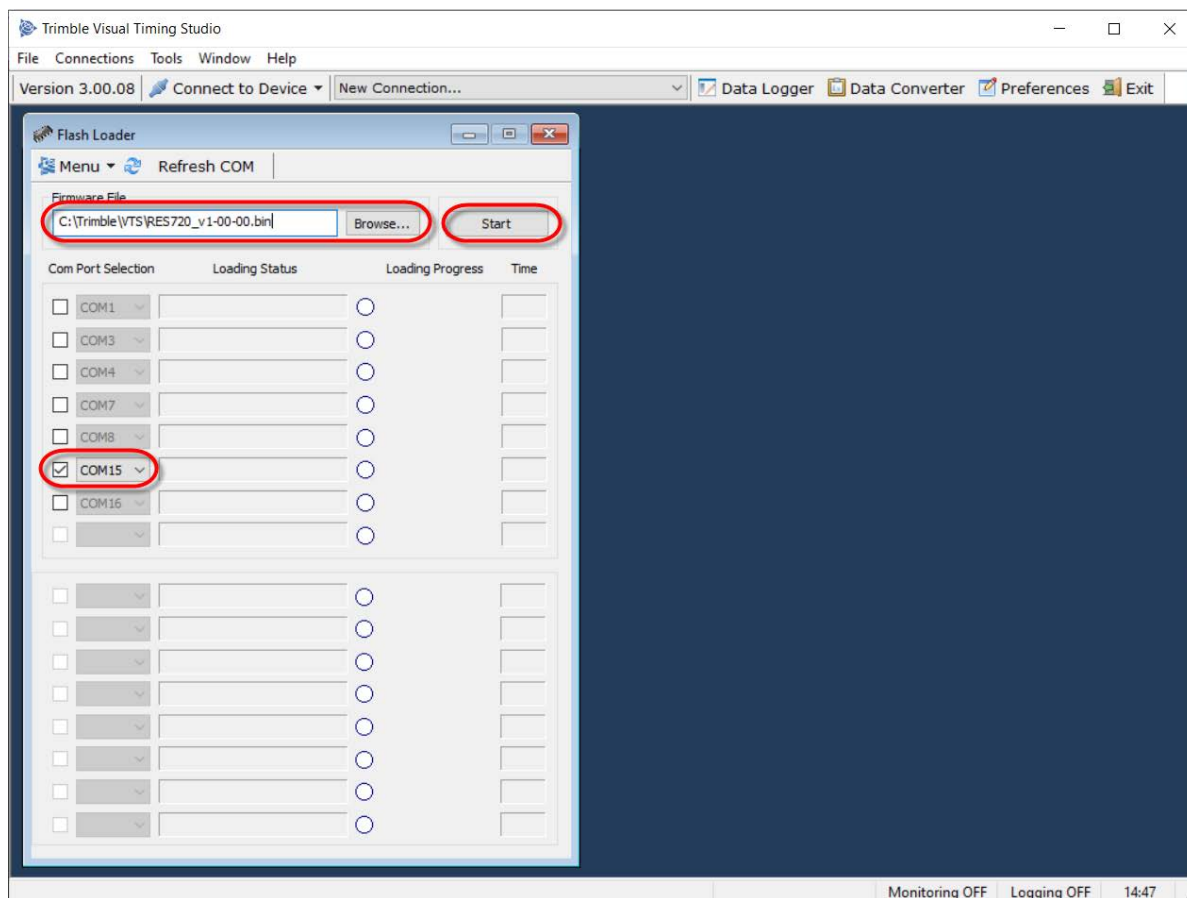 Trimble Visual Timing Studio
File Connections Tools Window Help
Version 3.00.08 Connect to Device New Connection... Data Logger Data Converter Preferences Exit
Flash Loader
Menu Refresh COM
Firmware File
C:\Trimble\VTS\RES720_v1-00-00.bin Browse... Start
Com Port Selection Loading Status Loading Progress Time
COM1
COM3
COM4
COM7
COM8
COM15
COM16
Monitoring OFF Logging OFF 14:47